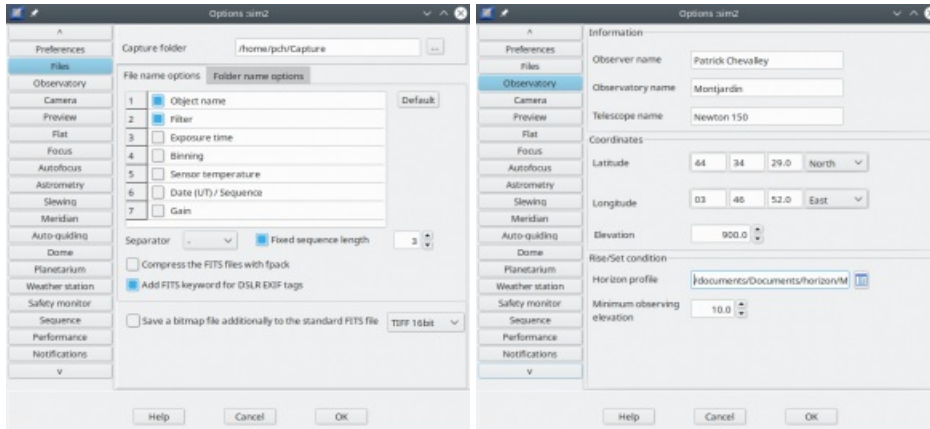 Options :sim2
^
Preferences
Files
Observatory
Camera
Preview
Flat
Focus
Autofocus
Astrometry
Slewing
Meridian
Auto-guiding
Dome
Planetarium
Weather station
Safety monitor
Sequence
Performance
Notifications
v
Capture folder /home/pch/Capture ...
File name options Folder name options
1 Object name Default
2 Filter
3 Exposure time
4 Binning
5 Sensor temperature
6 Date (UT) / Sequence
7 Gain
Separator - Fixed sequence length 3
Compress the FITS files with fpack
Add FITS keyword for DSLR EXIF tags
Save a bitmap file additionally to the standard FITS file TIFF 16bit
Help Cancel OK
Options :sim2
^
Preferences
Files
Observatory
Camera
Preview
Flat
Focus
Autofocus
Astrometry
Slewing
Meridian
Auto-guiding
Dome
Planetarium
Weather station
Safety monitor
Sequence
Performance
Notifications
v
Information
Observer name Patrick Chevalley
Observatory name Montjardin
Telescope name Newton 150
Coordinates
Latitude 44 34 29.0 North
Longitude 03 46 52.0 East
Elevation 900.0
Rise/Set condition
Horizon profile /documents/Documents/horizon/M
Minimum observing
elevation 10.0
Help Cancel OK